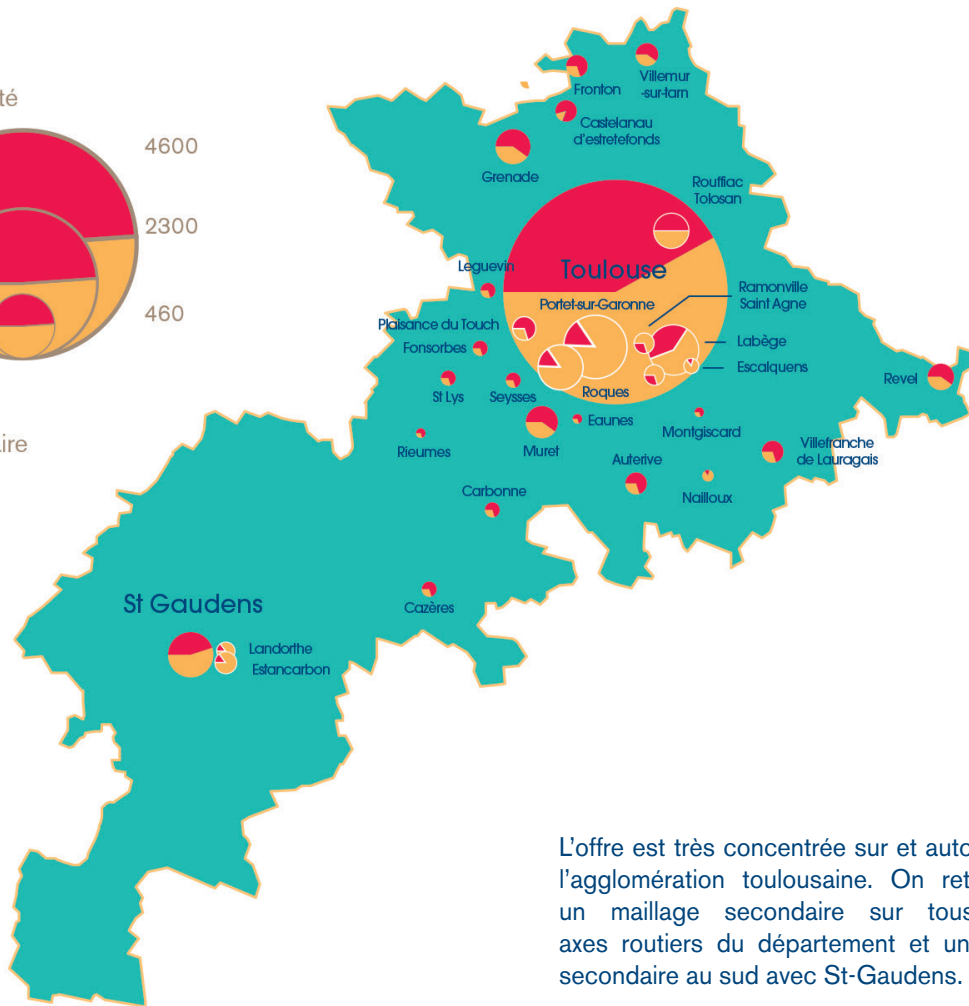 té
4600
2300
460
ire
Fronton
Villemur
-sur-tarn
Castelanau
d'estretefonds
Grenade
Rouffiac
Tolosan
Leguevin
Toulouse
Portet-sur-Garonne
Ramonville
Saint Agne
Plaisance du Touch
Labège
Fonsorbes
Escalquens
St Lys
Seysses
Roques
Revel
Eaunes
Montgiscard
Rieumes
Muret
Villefranche
de Lauragais
Auterive
Nailloux
Carbonne
Cazères
St Gaudens
Landorthe
Estancarbon
L'offre est très concentrée sur et auto
l'agglomération toulousaine. On ret
un maillage secondaire sur tous
axes routiers du département et un
secondaire au sud avec St-Gaudens.